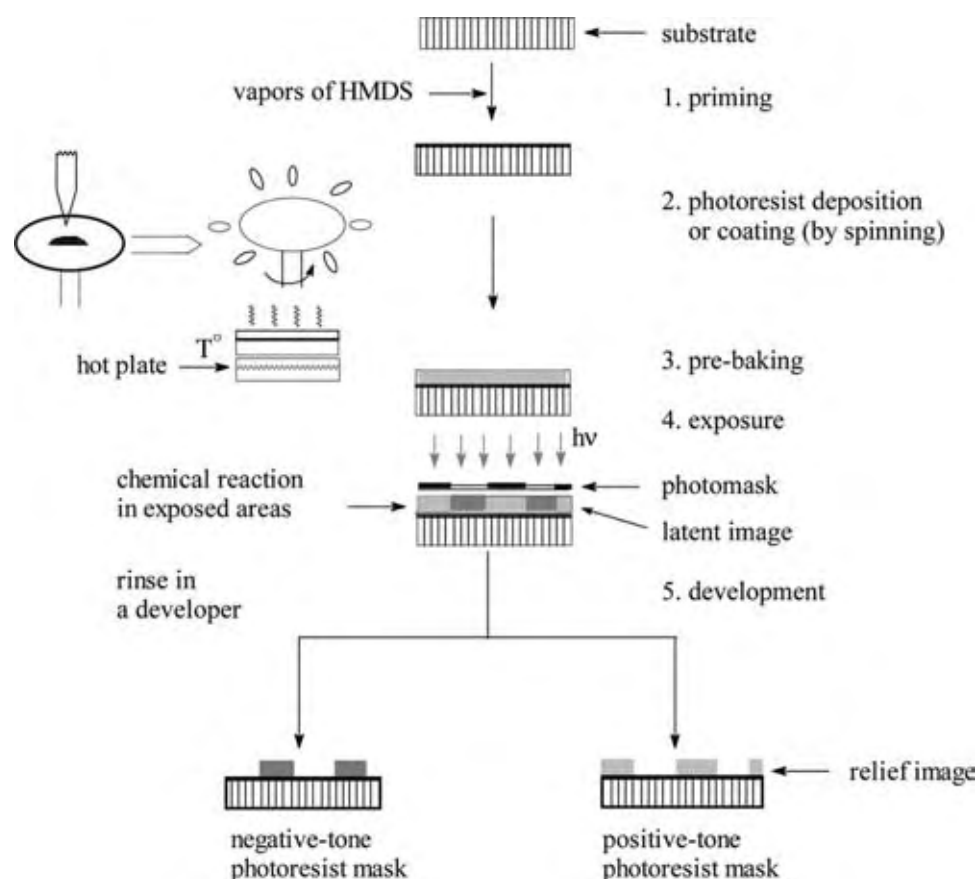 substrate
vapors of HMDS
1. priming
2. photoresist deposition
or coating (by spinning)
T°
hot plate
3. pre-baking
4. exposure
hν
chemical reaction
in exposed areas
photomask
latent image
rinse in
a developer
5. development
relief image
negative-tone
photoresist mask
positive-tone
photoresist mask